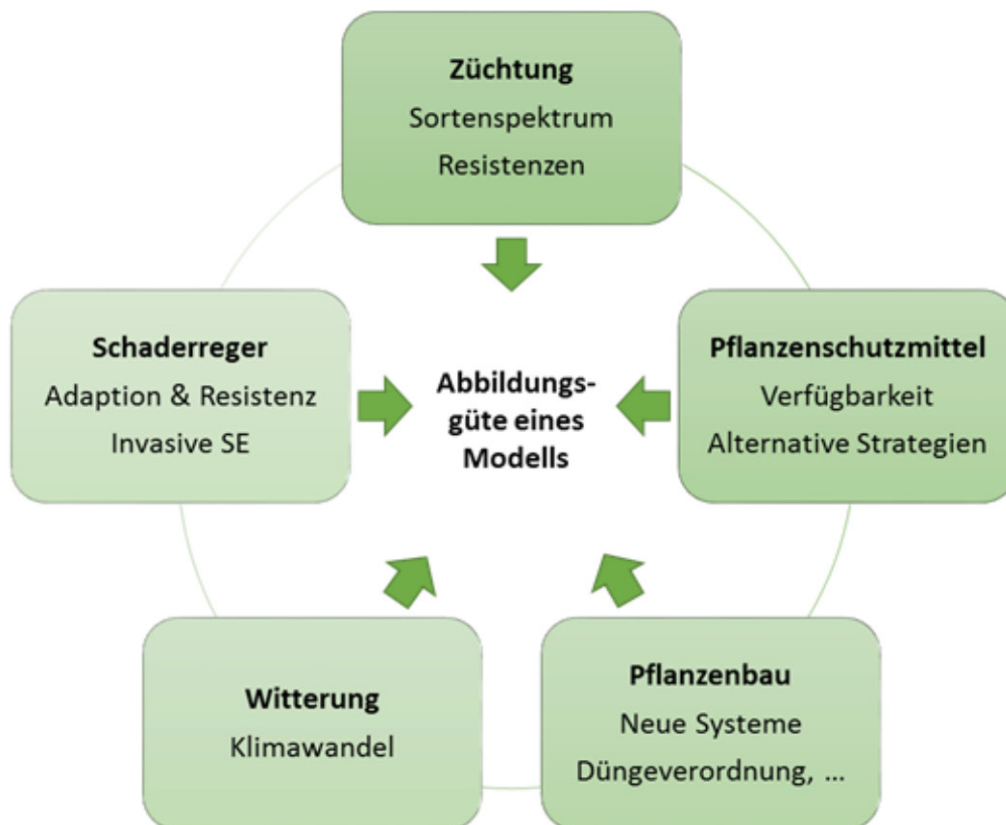 Züchtung
Sortenspektrum
Resistenzen
Schaderreger
Adaption & Resistenz
Invasive SE
Abbildungs-
güte eines
Modells
Pflanzenschutzmittel
Verfügbarkeit
Alternative Strategien
Witterung
Klimawandel
Pflanzenbau
Neue Systeme
Düngeverordnung, ...